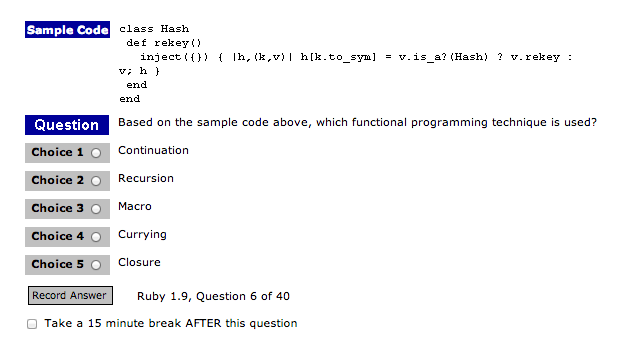 Sample Code class Hash
def rekey()
inject({}) { |h,(k,v)| h[k.to_sym] = v.is_a?(Hash) ? v.rekey :
v; h }
end
end
Question Based on the sample code above, which functional programming technique is used?
Choice 1 Continuation
Choice 2 Recursion
Choice 3 Macro
Choice 4 Currying
Choice 5 Closure
Record Answer Ruby 1.9, Question 6 of 40
Take a 15 minute break AFTER this question